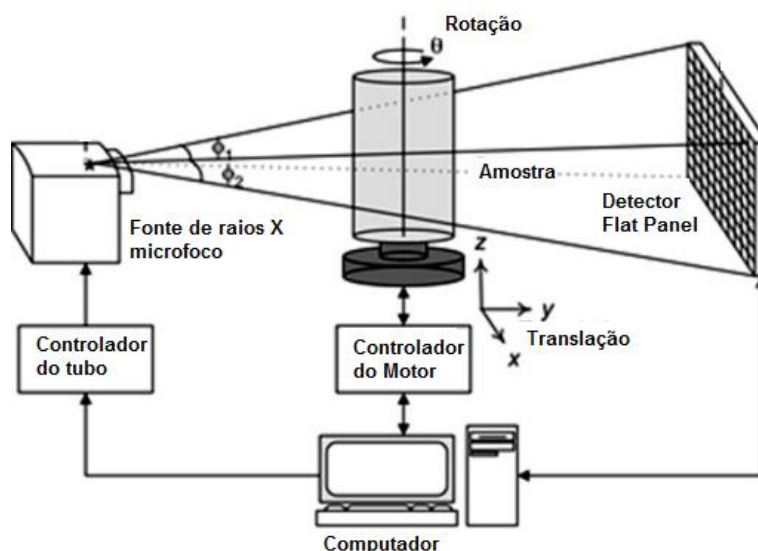 Rotação
θ
ϕ1
ϕ2
Amostra
Fonte de raios X
microfoco
Detector
Flat Panel
z
y
x
Translação
Controlador
do tubo
Controlador
do Motor
Computador